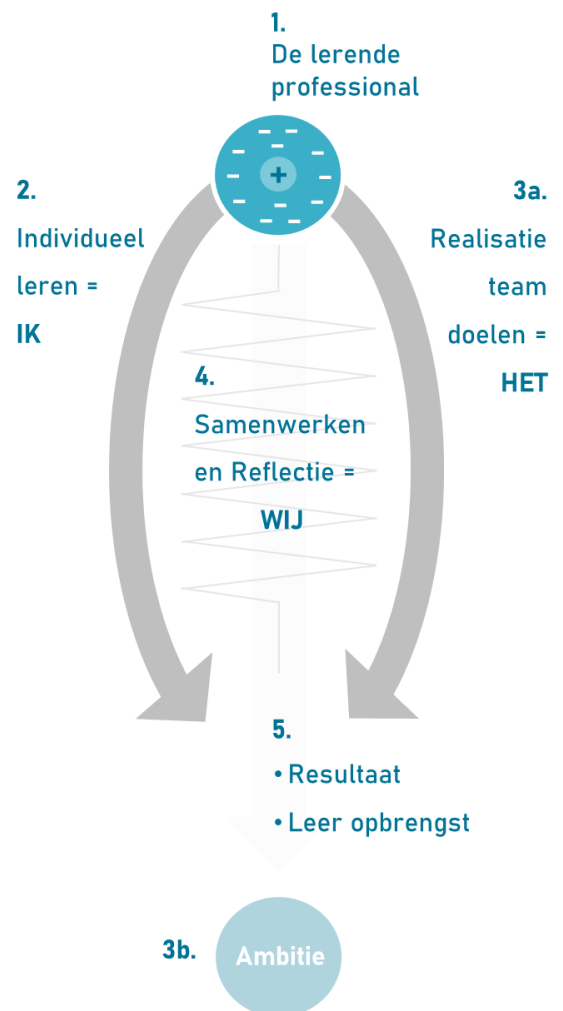 1.
De lerende
professional
2.
Individueel
leren =
IK
3a.
Realisatie
team
doelen =
HET
4.
Samenwerken
en Reflectie =
WIJ
5.
• Resultaat
• Leer opbrengst
3b.
Ambitie